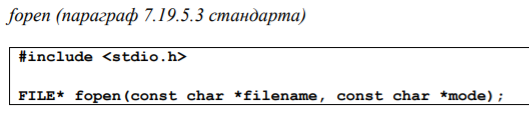 fopen (параграф 7.19.5.3 стандарта)
#include <stdio.h>
FILE* fopen(const char *filename, const char *mode);